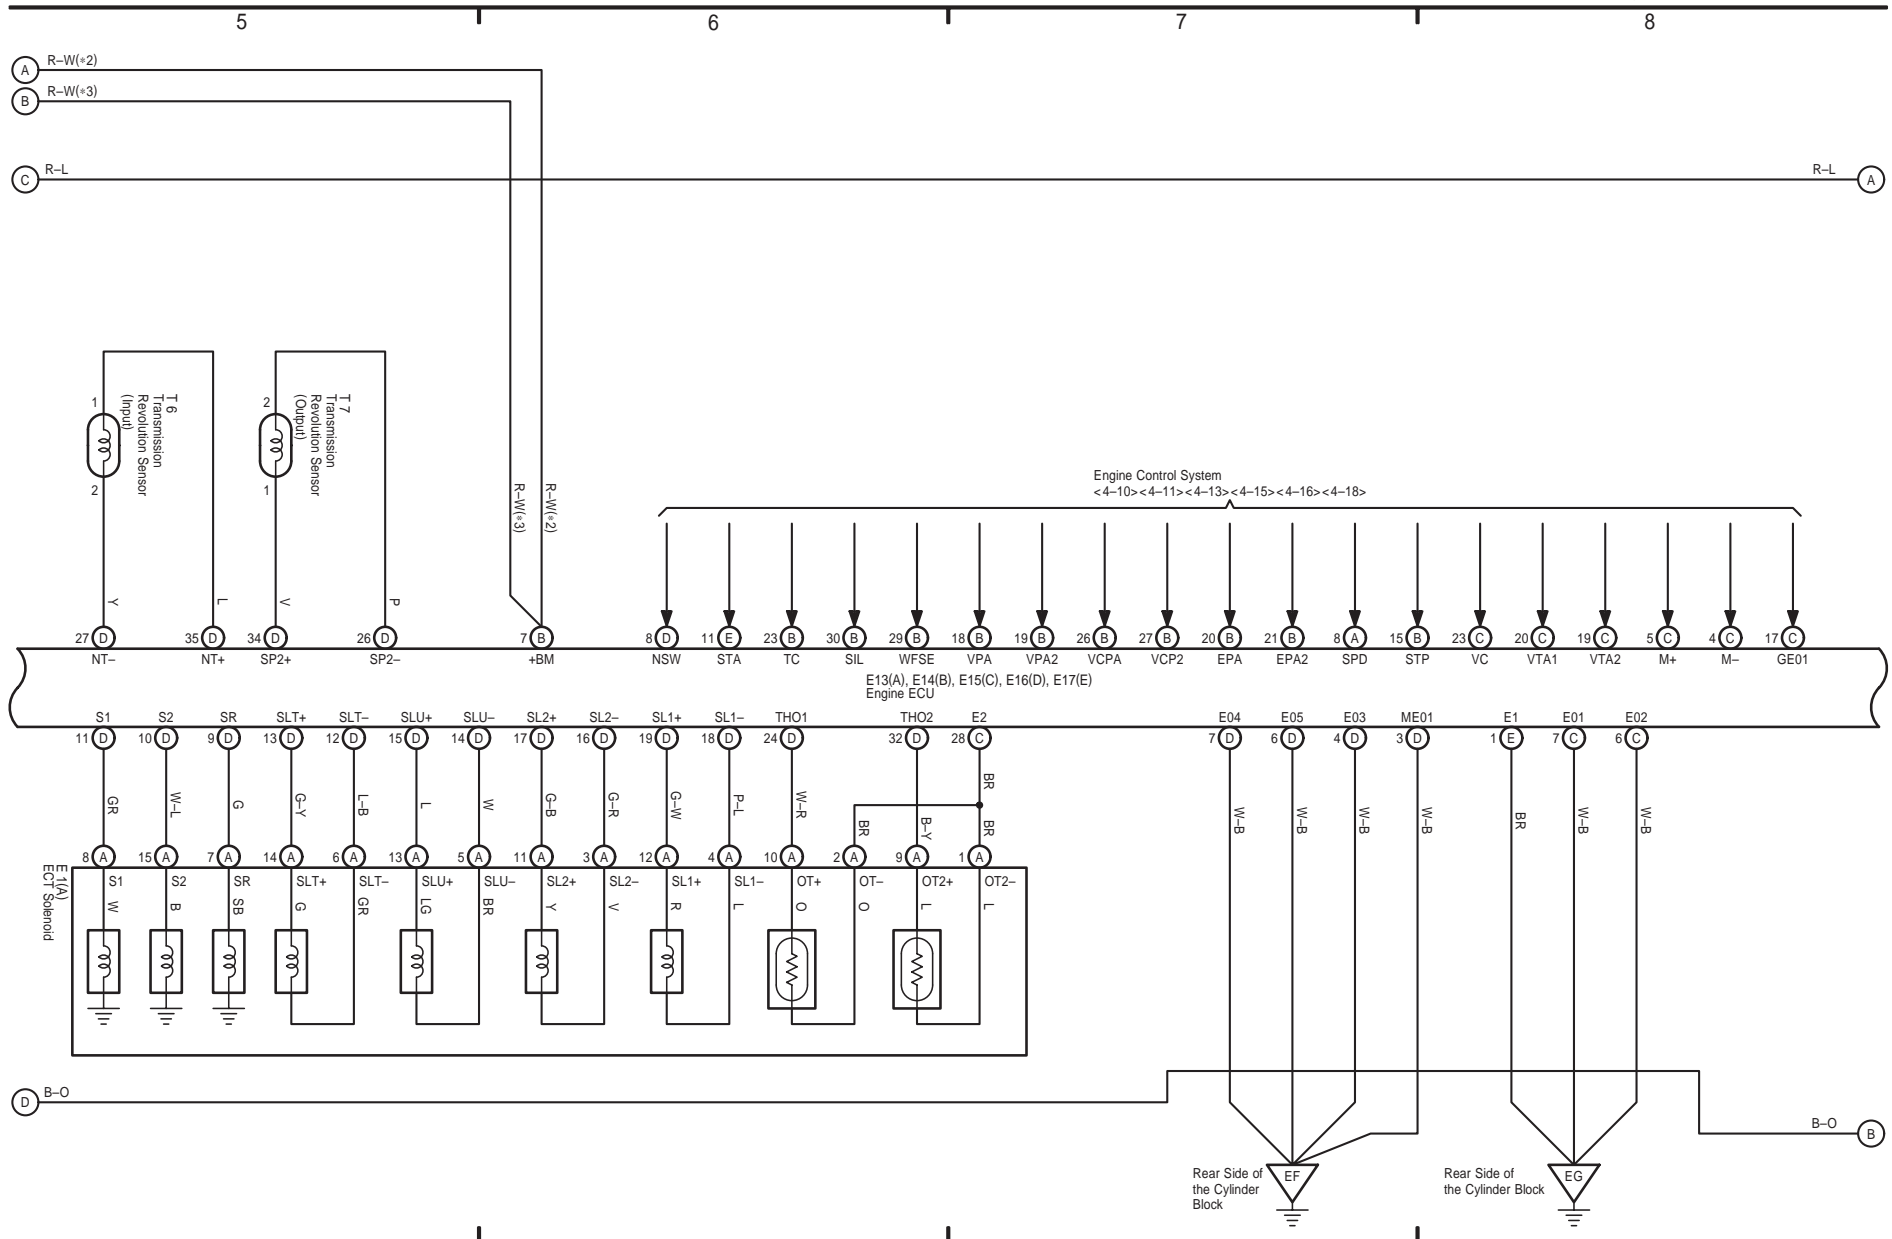 5 6 7 8
A R–W(∗2)
B R–W(∗3)
C R–L R–L A
1 2
T 6
Transmission
Revolution Sensor
(Input)
2 1
T 7
Transmission
Revolution Sensor
(Output)
R–W(∗3) R–W(∗2)
Engine Control System
<4–10><4–11><4–13><4–15><4–16><4–18>
Y L V P
27 D 35 D 34 D 26 D 7 B 8 D 11 E 23 B 30 B 29 B 18 B 19 B 26 B 27 B 20 B 21 B 8 A 15 B 23 C 20 C 19 C 5 C 4 C 17 C
NT– NT+ SP2+ SP2– +BM NSW STA TC SIL WFSE VPA VPA2 VCPA VCP2 EPA EPA2 SPD STP VC VTA1 VTA2 M+ M– GE01
E13(A), E14(B), E15(C), E16(D), E17(E)
Engine ECU
S1 S2 SR SLT+ SLT– SLU+ SLU– SL2+ SL2– SL1+ SL1– THO1 THO2 E2 E04 E05 E03 ME01 E1 E01 E02
11 D 10 D 9 D 13 D 12 D 15 D 14 D 17 D 16 D 19 D 18 D 24 D 32 D 28 C 7 D 6 D 4 D 3 D 1 E 7 C 6 C
BR
GR W–L G G–Y L–B L W G–B G–R G–W P–L W–R BR B–Y BR W–B W–B W–B W–B BR W–B W–B
8 A 15 A 7 A 14 A 6 A 13 A 5 A 11 A 3 A 12 A 4 A 10 A 2 A 9 A 1 A
E 1(A)
ECT Solenoid
S1 S2 SR SLT+ SLT– SLU+ SLU– SL2+ SL2– SL1+ SL1– OT+ OT– OT2+ OT2–
W B SB G GR LG BR Y V R L O O L L
D B–O
B–O B
Rear Side of
the Cylinder
Block
EF
Rear Side of
the Cylinder Block
EG